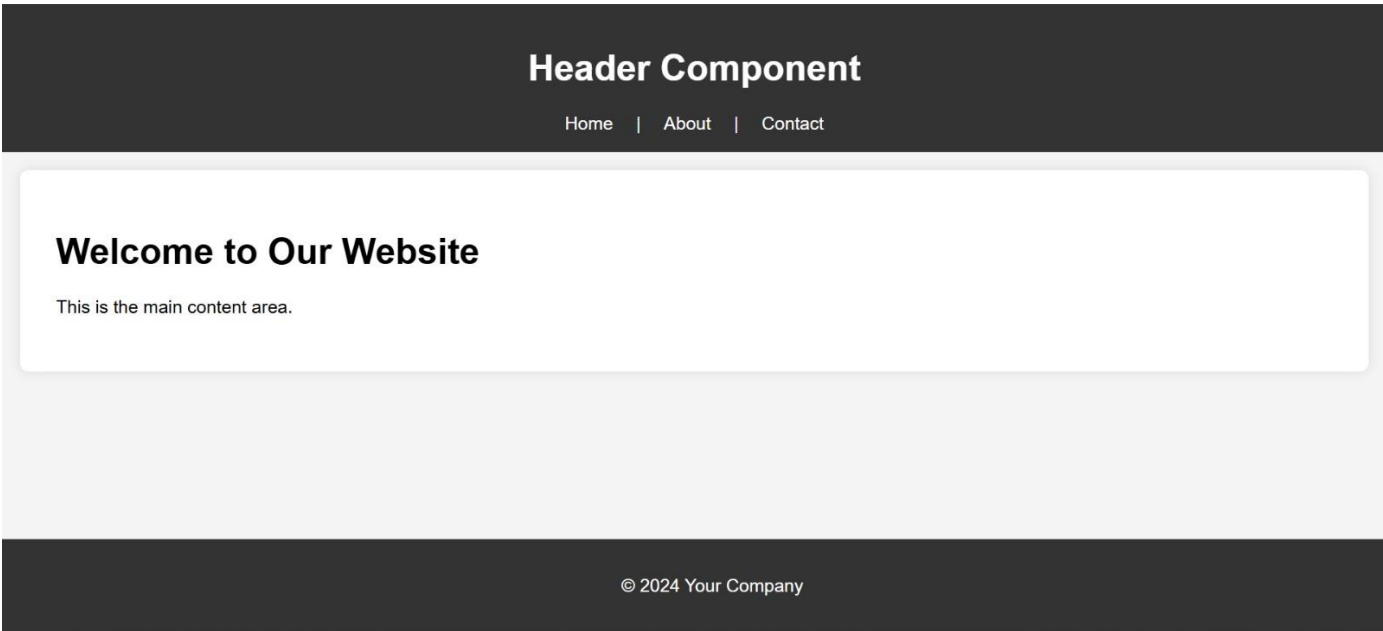 Header Component
Home | About | Contact
Welcome to Our Website
This is the main content area.
© 2024 Your Company